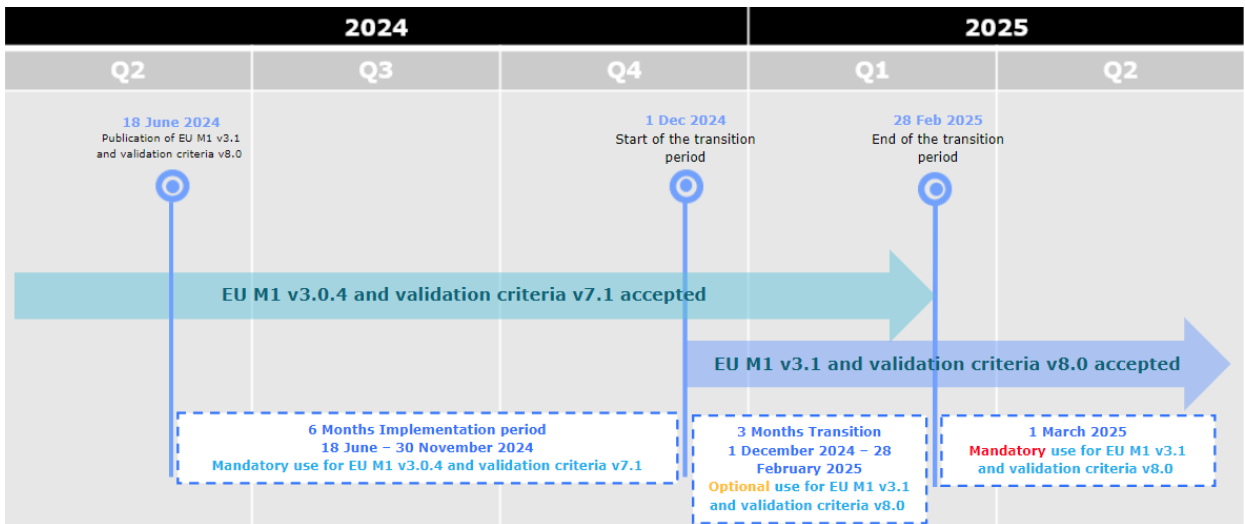 2024
2025
Q2
Q3
Q4
Q1
Q2
18 June 2024
Publication of EU M1 v3.1
and validation criteria v8.0
1 Dec 2024
Start of the transition
period
28 Feb 2025
End of the transition
period
EU M1 v3.0.4 and validation criteria v7.1 accepted
EU M1 v3.1 and validation criteria v8.0 accepted
6 Months Implementation period
18 June – 30 November 2024
Mandatory use for EU M1 v3.0.4 and validation criteria v7.1
3 Months Transition
1 December 2024 – 28
February 2025
Optional use for EU M1 v3.1
and validation criteria v8.0
1 March 2025
Mandatory use for EU M1 v3.1
and validation criteria v8.0